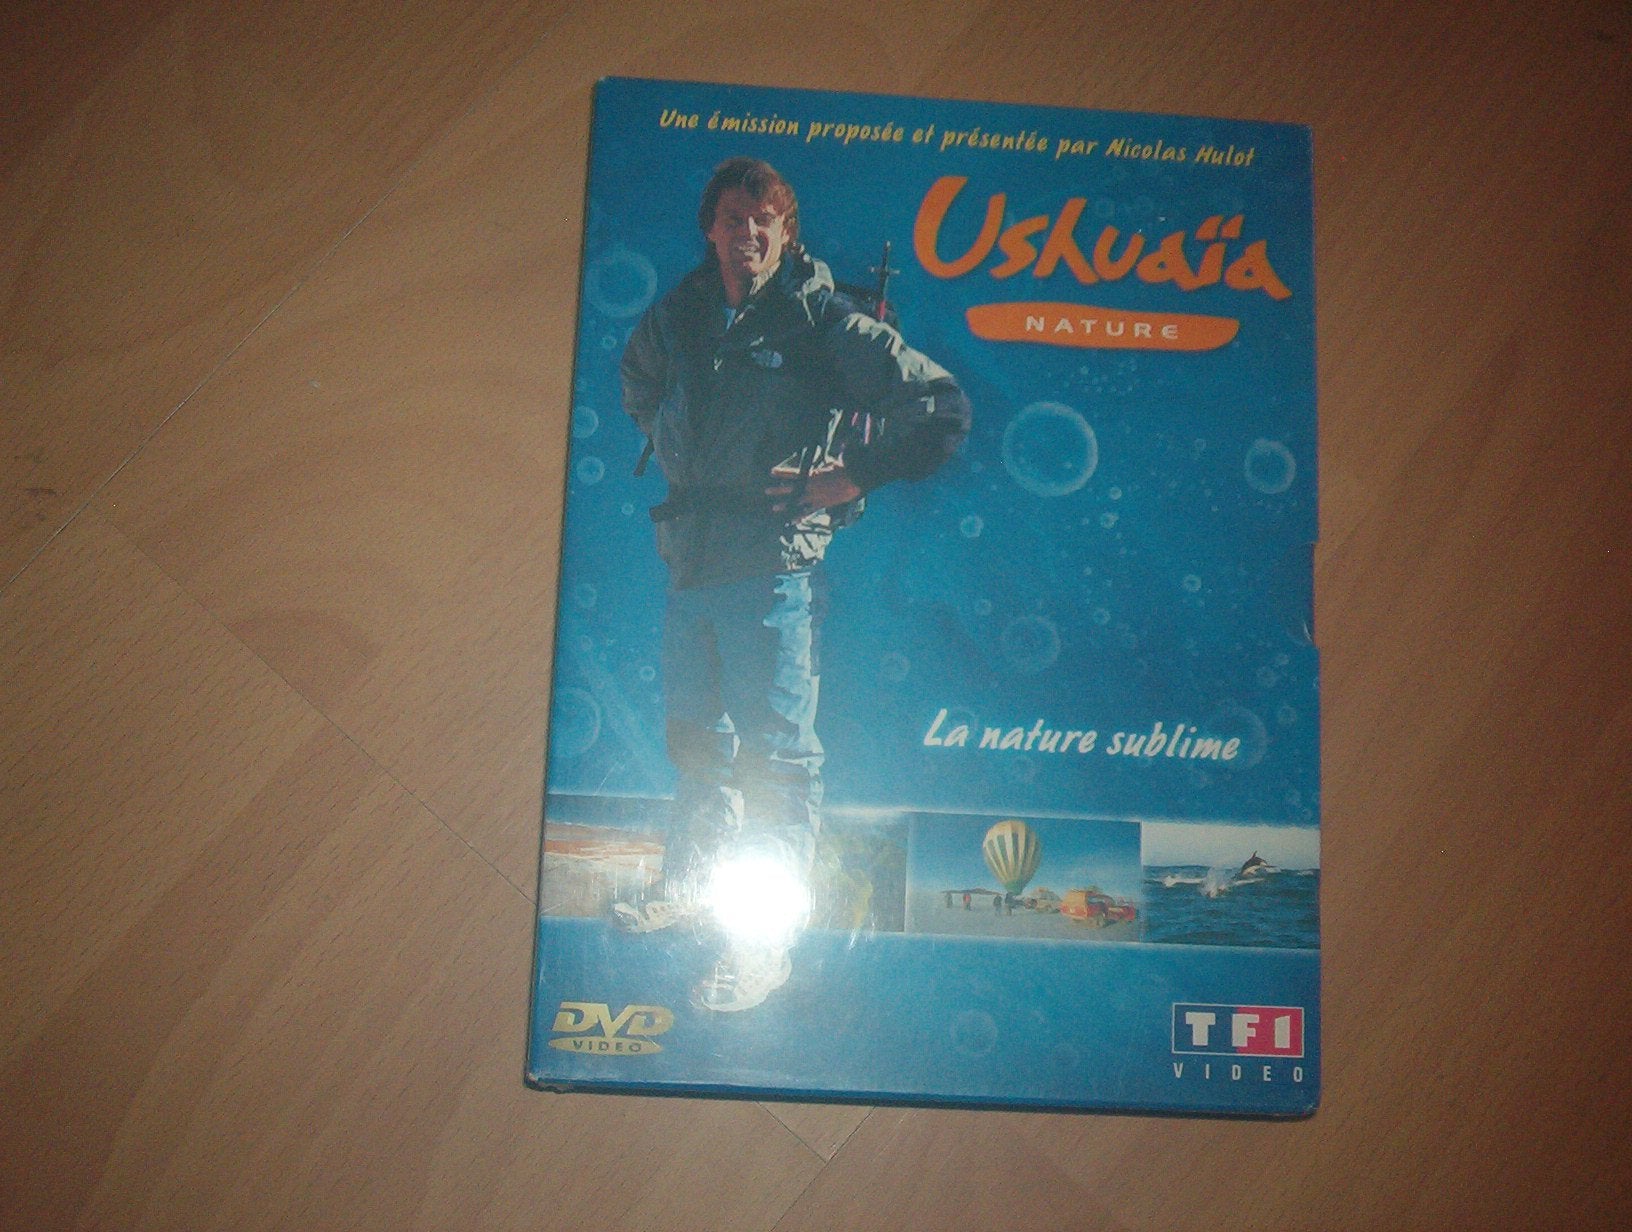 Une émission proposée et présentée par Nicolas Hulot
Ushuaïa
NATURE
La nature sublime
DVD
VIDEO
TF1
VIDEO